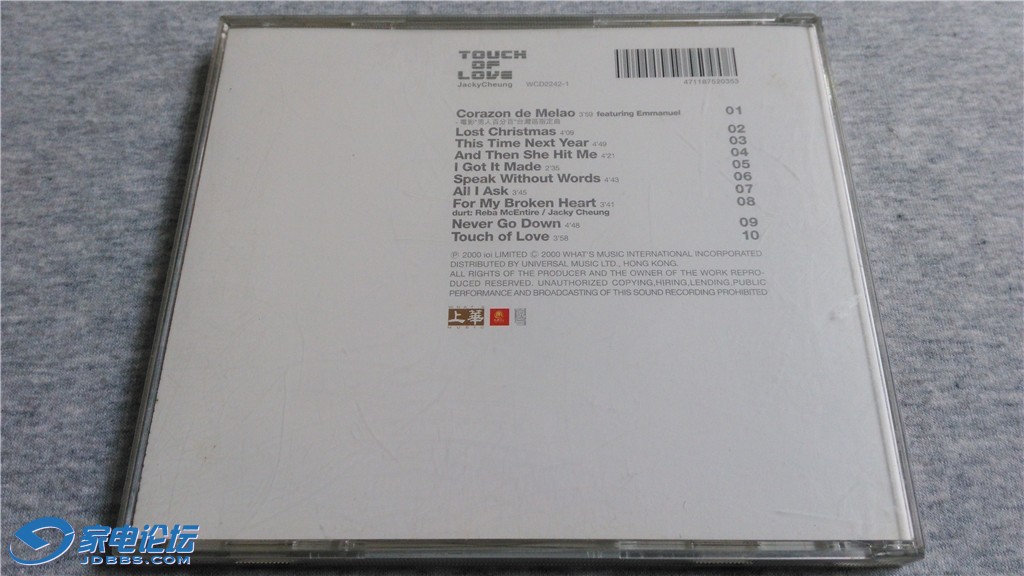 TOUCH
OF
LOVE
JackyCheung WCD2242-1
Corazon de Melao 2'59 featuring Emmanuel 01
Lost Christmas 4'09 02
This Time Next Year 4'49 03
And Then She Hit Me 4'21 04
I Got It Made 2'35 05
Speak Without Words 4'43 06
All I Ask 3'45 07
For My Broken Heart 3'41 08
durt: Reba McEntire / Jacky Cheung
Never Go Down 4'48 09
Touch of Love 3'58 10
Ⓟ 2000 ici LIMITED Ⓒ 2000 WHAT'S MUSIC INTERNATIONAL INCORPORATED
DISTRIBUTED BY UNIVERSAL MUSIC LTD., HONG KONG.
ALL RIGHTS OF THE PRODUCER AND THE OWNER OF THE WORK REPRO-
DUCED RESERVED. UNAUTHORIZED COPYING,HIRING,LENDING,PUBLIC
PERFORMANCE AND BROADCASTING OF THIS SOUND RECORDING PROHIBITED
上華
家电论坛
JDBBS.COM